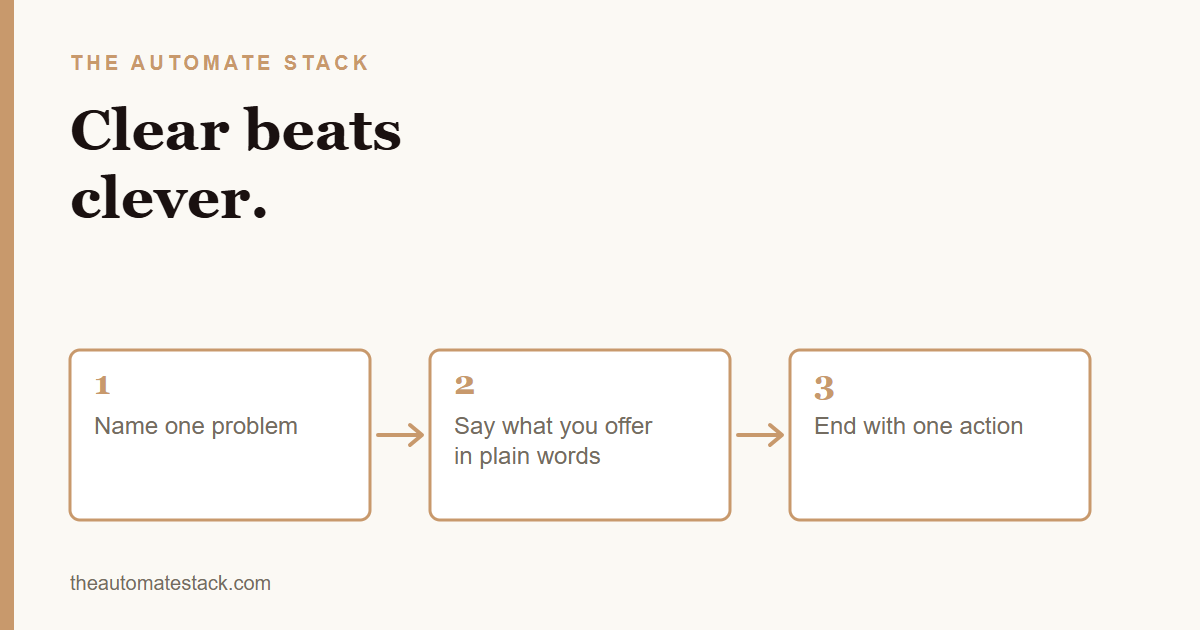 THE AUTOMATE STACK
Clear beats
clever.
1
Name one problem
2
Say what you offer
in plain words
3
End with one action
theautomatestack.com